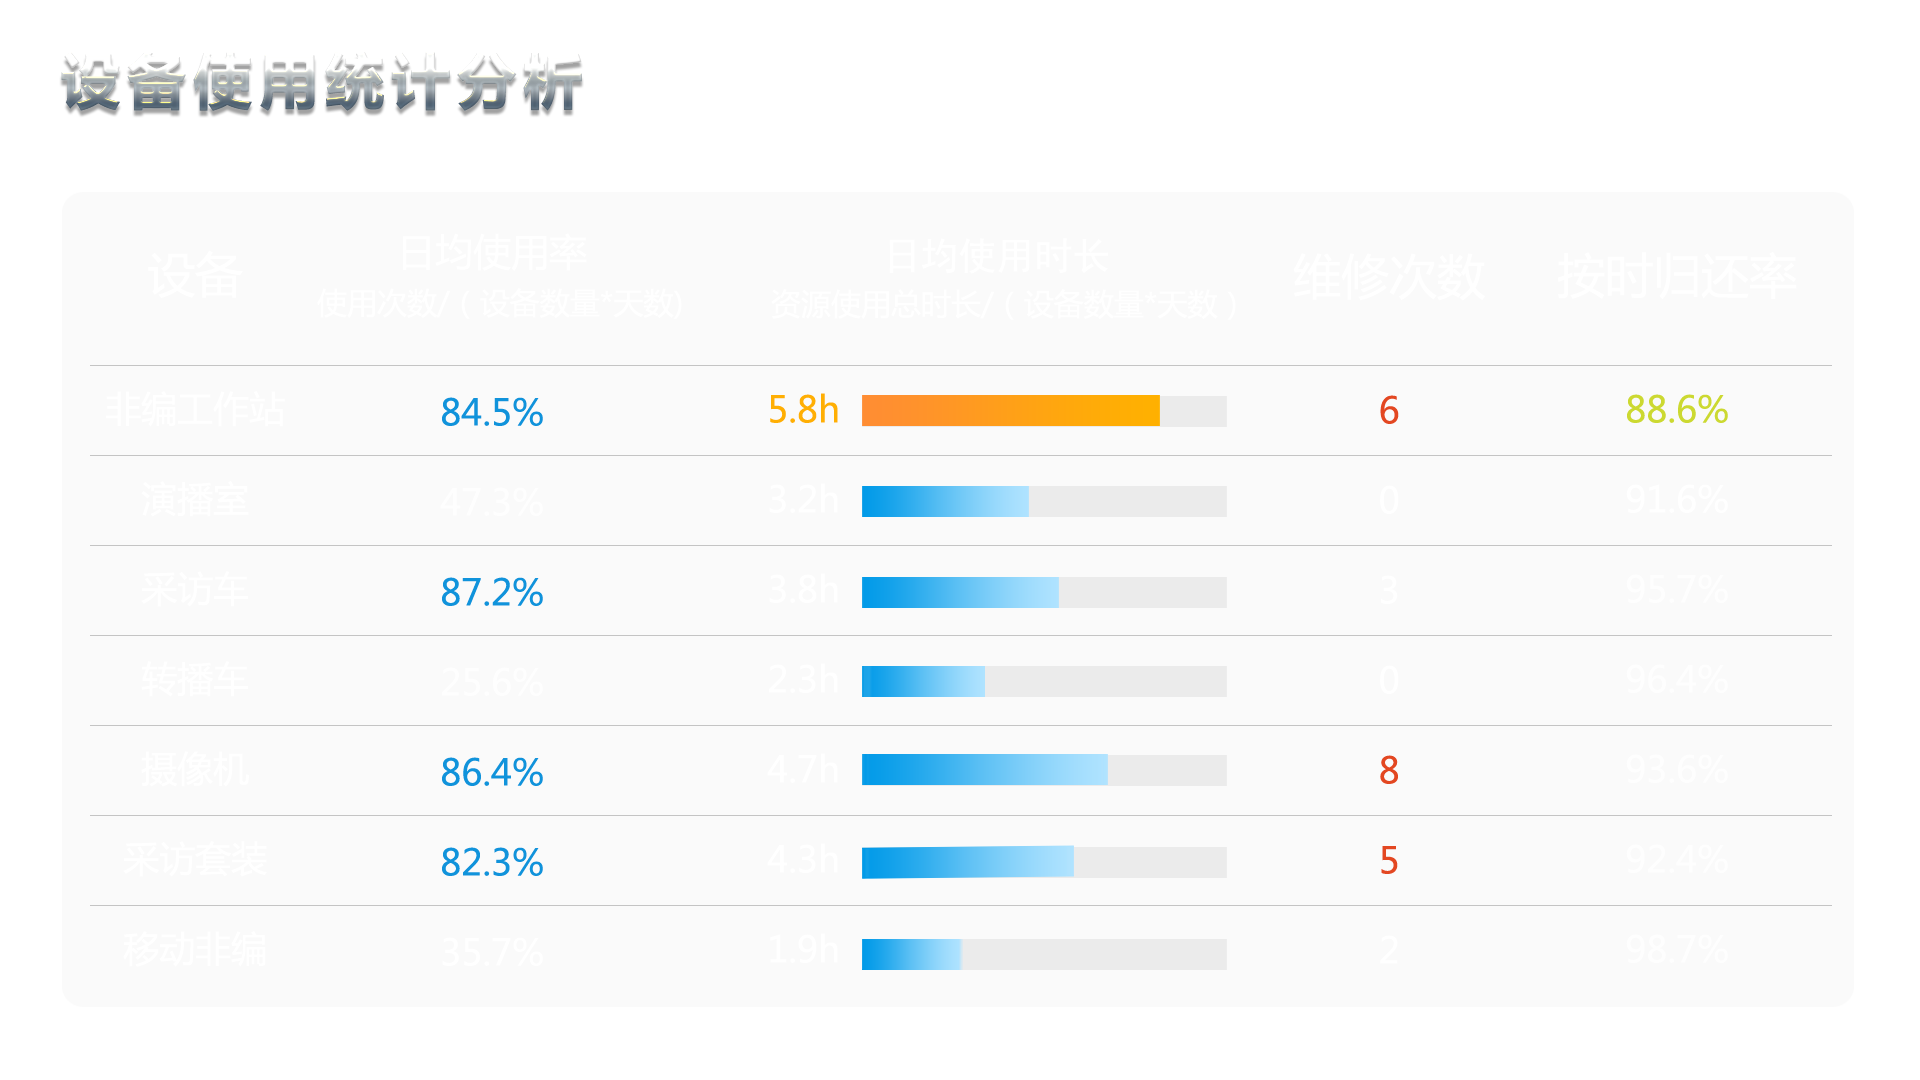 设备使用统计分析
设备 日均使用率 日均使用时长 维修次数 按时归还率
使用次数/（设备数量*天数) 资源使用总时长/（设备数量*天数）
非编工作站 84.5% 5.8h 6 88.6%
演播室 47.3% 3.2h 0 91.6%
采访车 87.2% 3.8h 3 95.7%
转播车 25.6% 2.3h 0 96.4%
摄像机 86.4% 4.7h 8 93.6%
采访套装 82.3% 4.3h 5 92.4%
移动非编 35.7% 1.9h 2 98.7%